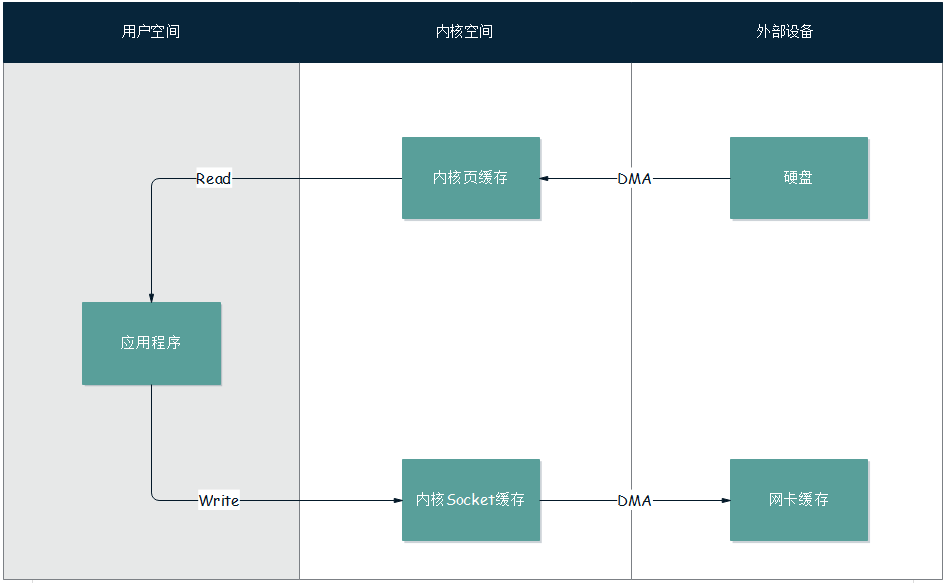 用户空间
内核空间
外部设备
Read
内核页缓存
DMA
硬盘
应用程序
Write
内核Socket缓存
DMA
网卡缓存